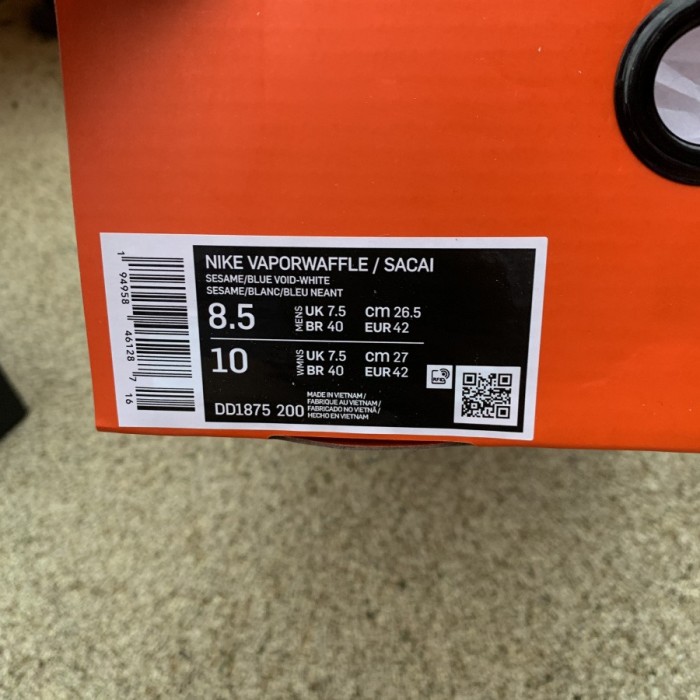 NIKE VAPORWAFFLE / SACAI
SESAME/BLUE VOID-WHITE
SESAME/BLANC/BLEU NEANT
8.5 MENS UK 7.5 cm 26.5
BR 40 EUR 42
10 WMNS UK 7.5 cm 27
BR 40 EUR 42
DD1875 200
MADE IN VIETNAM/
FABRIQUE AU VIETNAM/
FABRICADO NO VIETNÃ/
HECHO EN VIETNAM
RFID
1 94958 46128 7 16